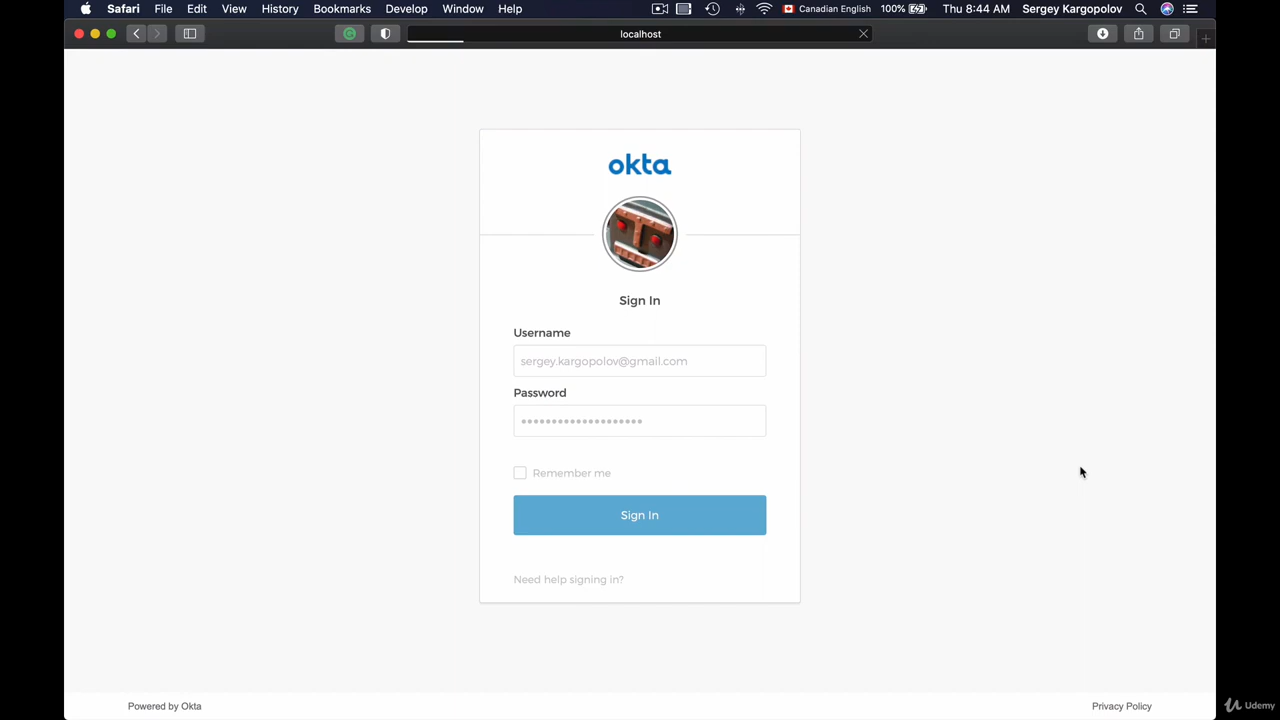 Safari File Edit View History Bookmarks Develop Window Help Canadian English 100% Thu 8:44 AM Sergey Kargopolov
localhost
okta
Sign In
Username
sergey.kargopolov@gmail.com
Password
Remember me
Sign In
Need help signing in?
Powered by Okta Privacy Policy
Udemy